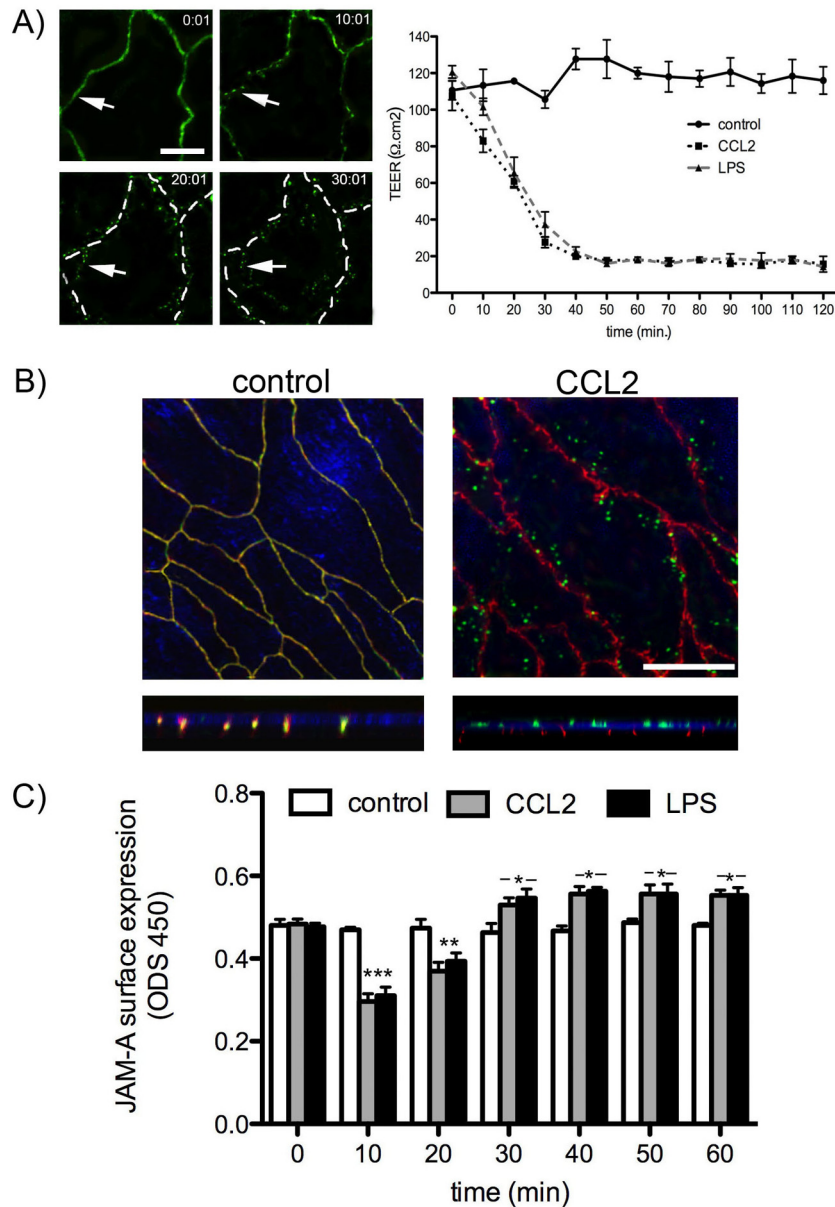 A)
0:01
10:01
20:01
30:01
140
120
100
80
60
40
20
0
TEER (Ω.cm2)
control
CCL2
LPS
0 10 20 30 40 50 60 70 80 90 100 110 120
time (min.)
B)
control
CCL2
C)
0.8
0.6
0.4
0.2
0.0
JAM-A surface expression
(ODS 450)
control CCL2 LPS
***
**
– * –
– * –
– * –
– * –
0 10 20 30 40 50 60
time (min)